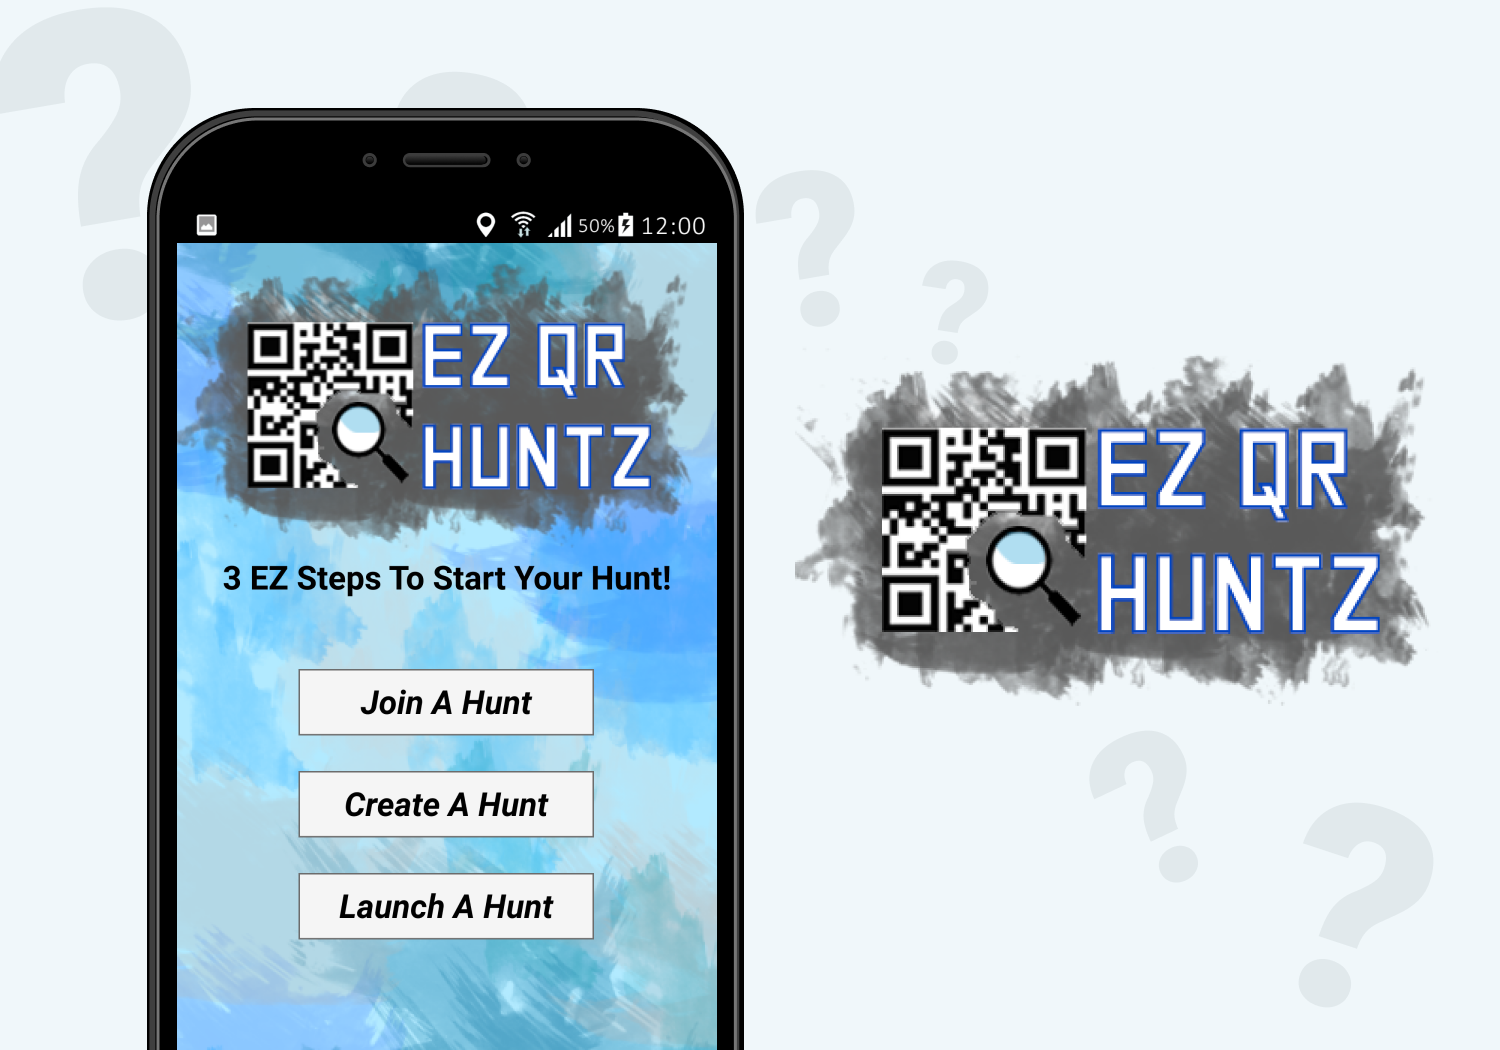 50% 12:00
EZ QR
HUNTZ
3 EZ Steps To Start Your Hunt!
Join A Hunt
Create A Hunt
Launch A Hunt
EZ QR
HUNTZ
? ? ? ? ? ? ?